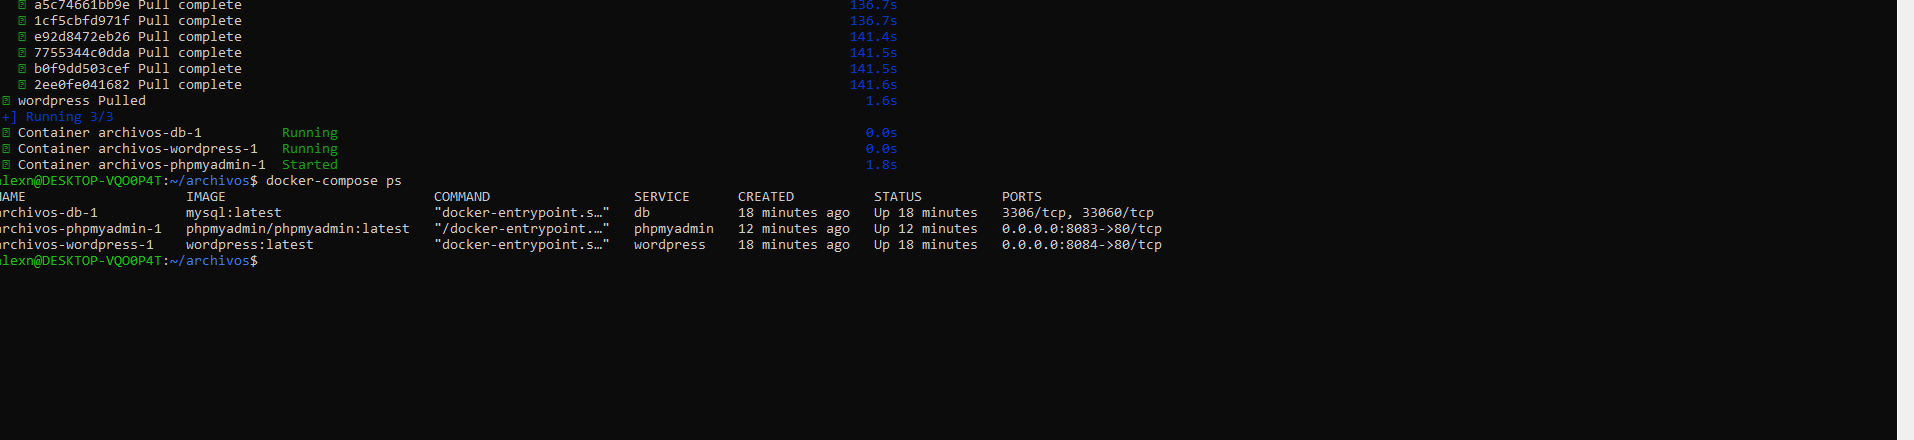 a5c74661bb9e Pull complete 136.7s
1cf5cbfd971f Pull complete 136.7s
e92d8472eb26 Pull complete 141.4s
7755344c0dda Pull complete 141.5s
b0f9dd503cef Pull complete 141.5s
2ee0fe041682 Pull complete 141.6s
wordpress Pulled 1.6s
+] Running 3/3
Container archivos-db-1 Running 0.0s
Container archivos-wordpress-1 Running 0.0s
Container archivos-phpmyadmin-1 Started 1.8s
alexn@DESKTOP-VQO0P4T:~/archivos$ docker-compose ps
NAME IMAGE COMMAND SERVICE CREATED STATUS PORTS
archivos-db-1 mysql:latest "docker-entrypoint.s…" db 18 minutes ago Up 18 minutes 3306/tcp, 33060/tcp
archivos-phpmyadmin-1 phpmyadmin/phpmyadmin:latest "/docker-entrypoint.…" phpmyadmin 12 minutes ago Up 12 minutes 0.0.0.0:8083->80/tcp
archivos-wordpress-1 wordpress:latest "docker-entrypoint.s…" wordpress 18 minutes ago Up 18 minutes 0.0.0.0:8084->80/tcp
alexn@DESKTOP-VQO0P4T:~/archivos$